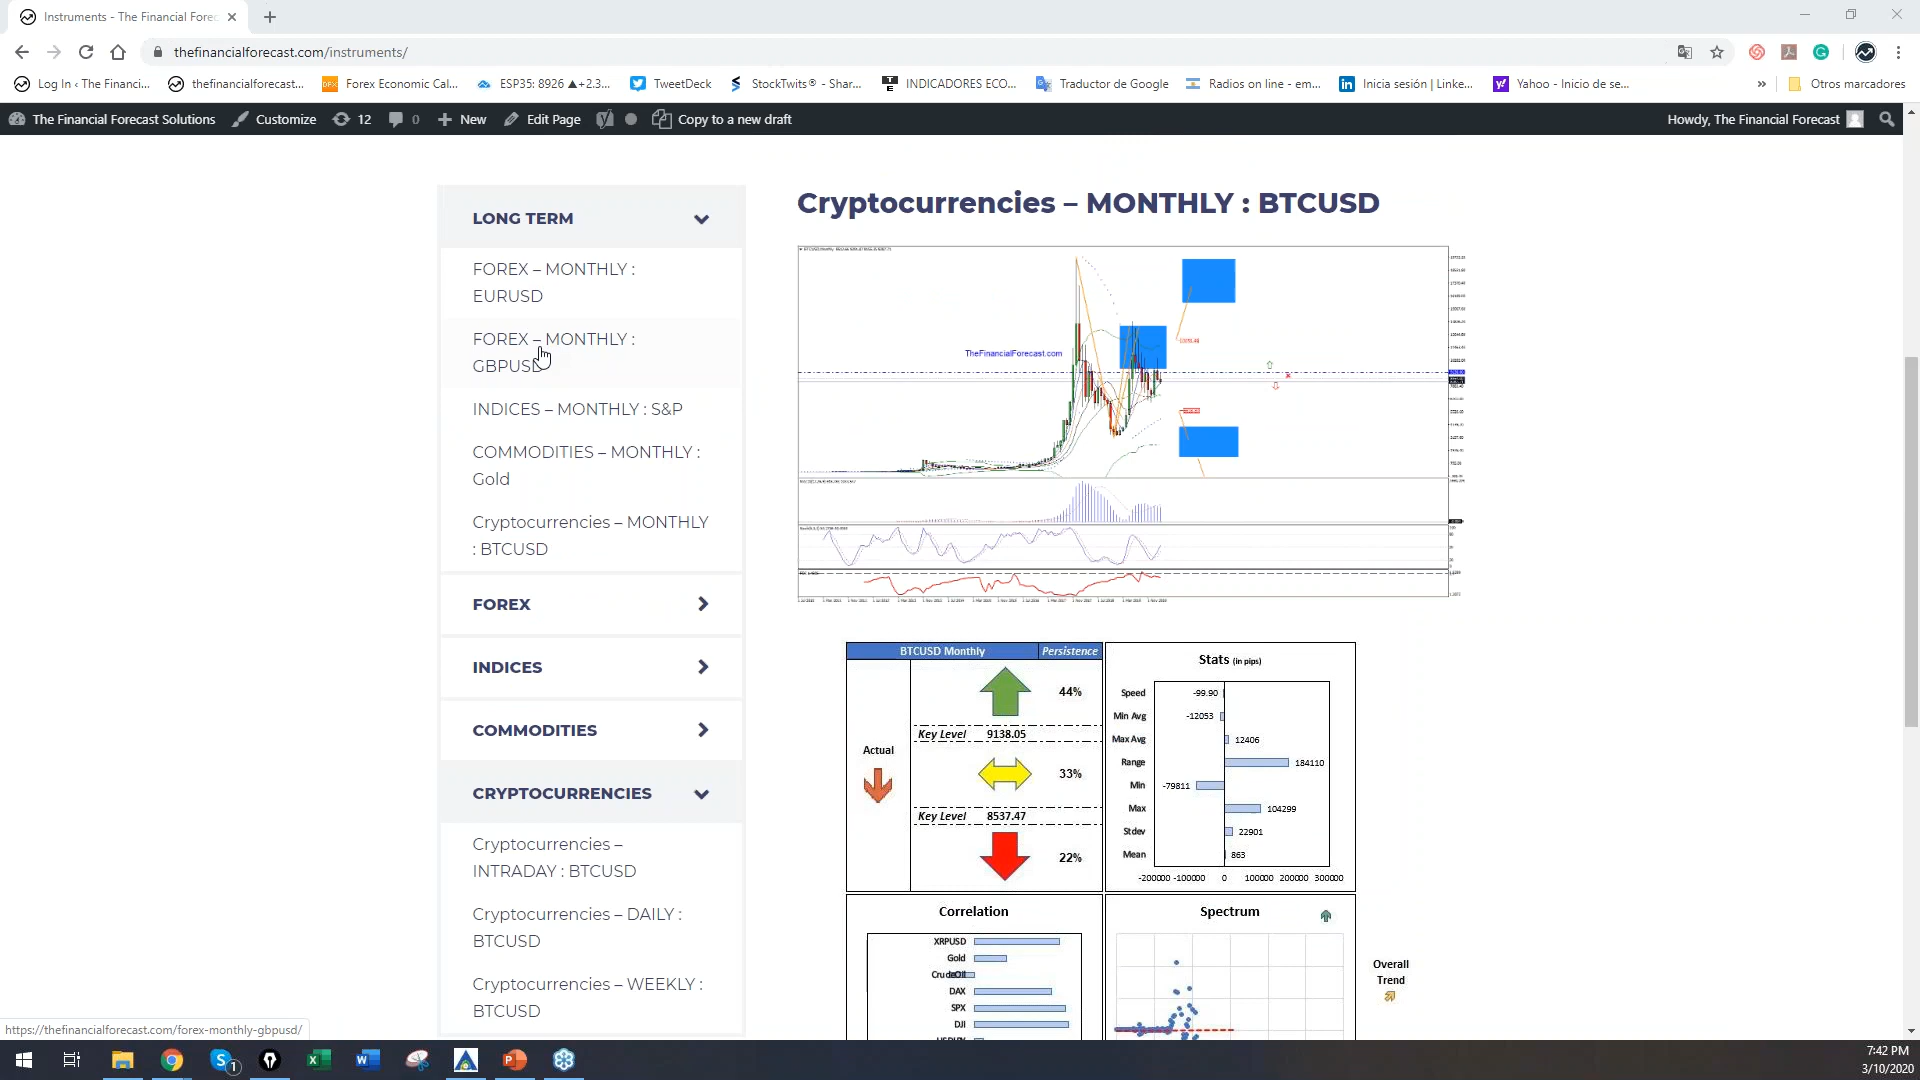 Instruments - The Financial Forec
thefinancialforecast.com/instruments/
Log In ‹ The Financi...
thefinancialforecast...
Forex Economic Cal...
ESP35: 8926 ▲+2.3...
TweetDeck
StockTwits® - Shar...
INDICADORES ECO...
Traductor de Google
Radios on line - em...
Inicia sesión | Linke...
Yahoo - Inicio de se...
»
Otros marcadores
The Financial Forecast Solutions
Customize
12
0
New
Edit Page
Copy to a new draft
Howdy, The Financial Forecast
LONG TERM
FOREX – MONTHLY :
EURUSD
FOREX – MONTHLY :
GBPUSD
INDICES – MONTHLY : S&P
COMMODITIES – MONTHLY :
Gold
Cryptocurrencies – MONTHLY
: BTCUSD
FOREX
INDICES
COMMODITIES
CRYPTOCURRENCIES
Cryptocurrencies –
INTRADAY : BTCUSD
Cryptocurrencies – DAILY :
BTCUSD
Cryptocurrencies – WEEKLY :
BTCUSD
Cryptocurrencies – MONTHLY : BTCUSD
TheFinancialForecast.com
BTCUSD Monthly
Persistence
44%
Key Level 9138.05
Actual
33%
Key Level 8537.47
22%
Stats (in pips)
Speed -99.90
Min Avg -12053
Max Avg 12406
Range 184110
Min -79811
Max 104299
Stdev 22901
Mean 863
-200000 -100000 0 100000 200000 300000
Correlation
XRPUSD
Gold
CrudeOil
DAX
SPX
DJI
Spectrum
Overall
Trend
https://thefinancialforecast.com/forex-monthly-gbpusd/
7:42 PM
3/10/2020